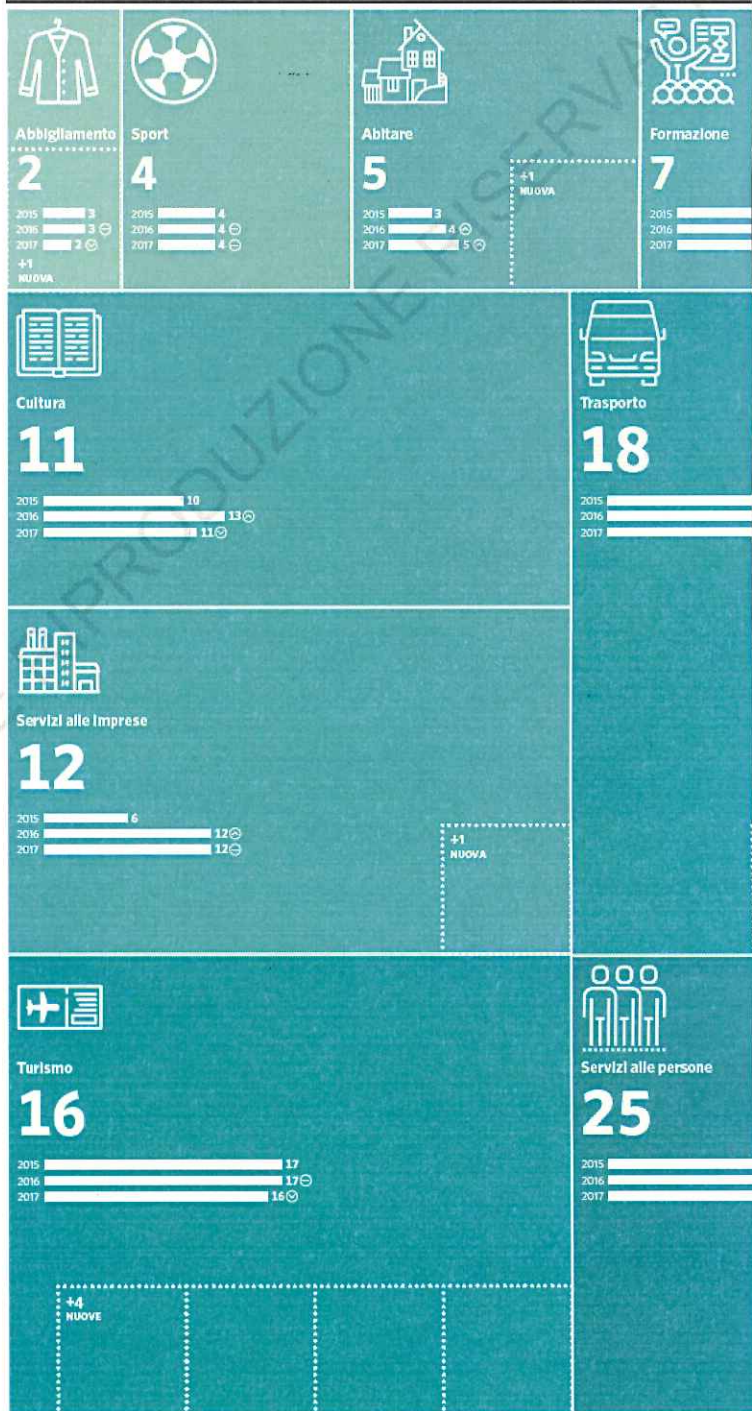 Abbigliamento
2
2015 3
2016 3
2017 2
+1
NUOVA
Sport
4
2015 4
2016 4
2017 4
Abitare
5
2015 3
2016 4
2017 5
+1
NUOVA
Formazione
7
2015
2016
2017
Cultura
11
2015 10
2016 13
2017 11
Trasporto
18
2015
2016
2017
Servizi alle imprese
12
2015 6
2016 12
2017 12
+1
NUOVA
Turismo
16
2015 17
2016 17
2017 16
+4
NUOVE
Servizi alle persone
25
2015
2016
2017
RIPRODUZIONE RISERVATA